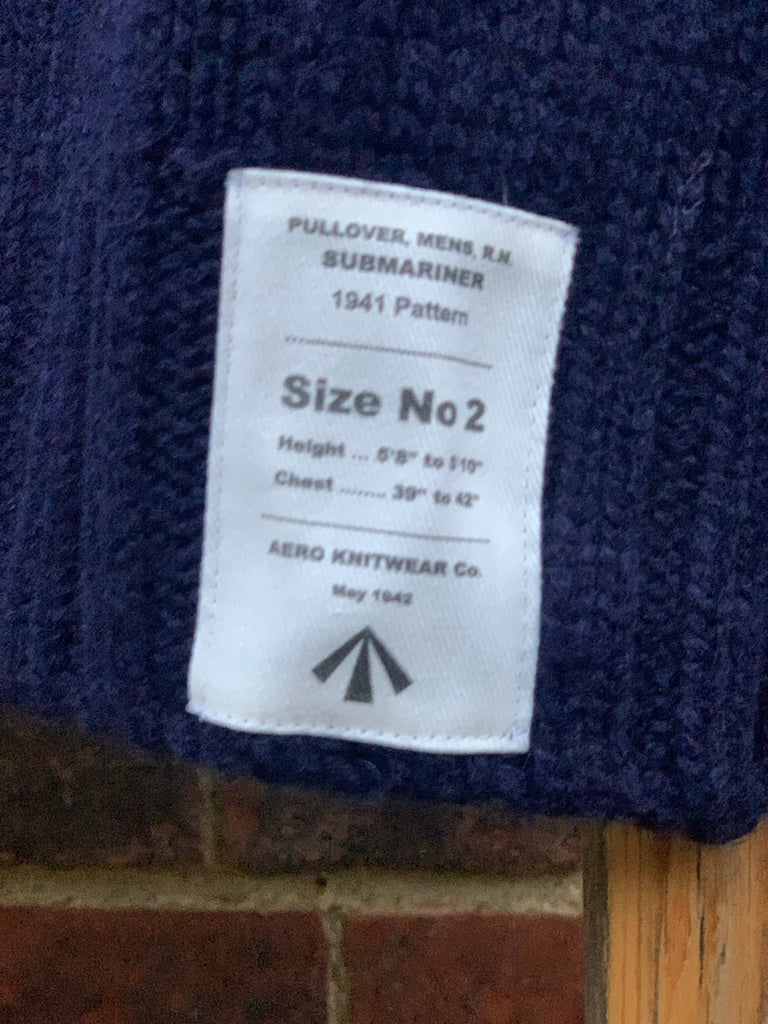 PULLOVER, MENS, R.N.
SUBMARINER
1941 Pattern
Size No 2
Height ... 5'8" to 5'10"
Chest ........ 39" to 42"
AERO KNITWEAR Co.
May 1942